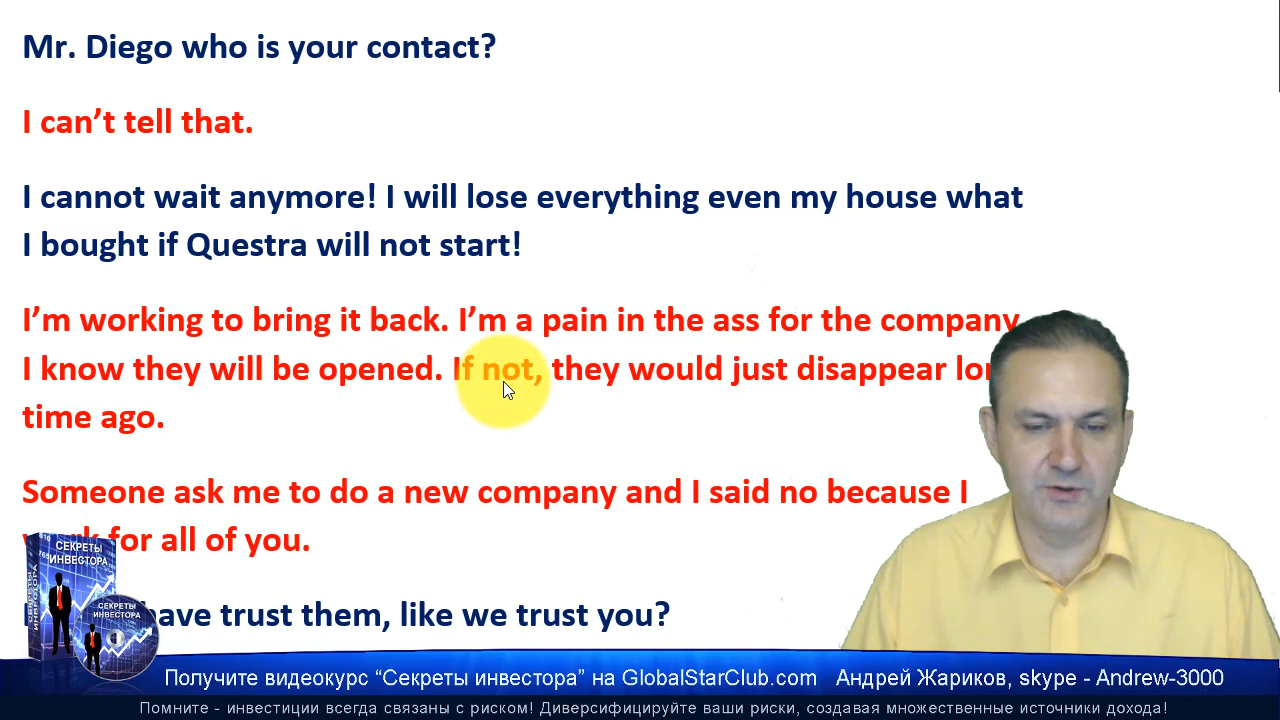 Mr. Diego who is your contact?
I can’t tell that.
I cannot wait anymore! I will lose everything even my house what
I bought if Questra will not start!
I’m working to bring it back. I’m a pain in the ass for the company
I know they will be opened. If not, they would just disappear
time ago.
Someone ask me to do a new company and I said no because I
for all of you.
have trust them, like we trust you?
СЕКРЕТЫ
ИНВЕСТОРА
СЕКРЕТЫ ИНВЕСТОРА
СЕКРЕТЫ
ИНВЕСТОРА
Получите видеокурс “Секреты инвестора” на GlobalStarClub.com Андрей Жариков, skype - Andrew-3000
Помните - инвестиции всегда связаны с риском! Диверсифицируйте ваши риски, создавая множественные источники дохода!